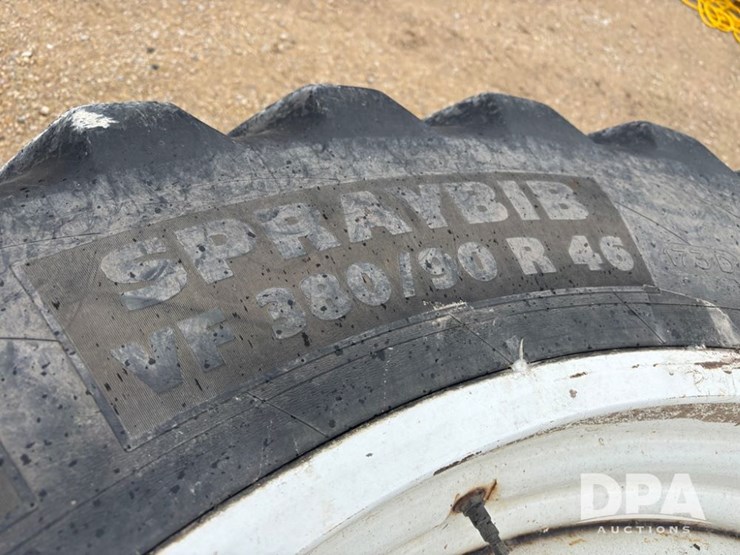 SPRAYBIB
VF 380/90 R 46
DPA
AUCTIONS